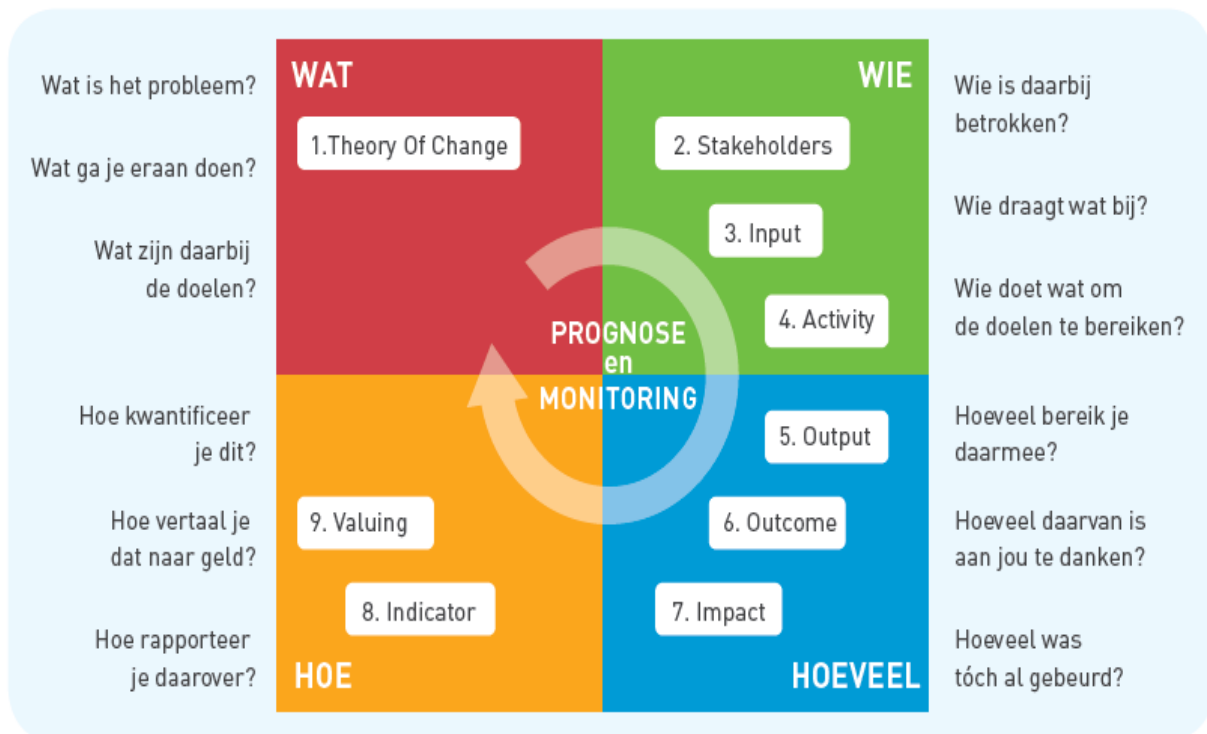 Wat is het probleem?
Wat ga je eraan doen?
Wat zijn daarbij
de doelen?
WAT
1.Theory Of Change
WIE
2. Stakeholders
3. Input
4. Activity
Wie is daarbij
betrokken?
Wie draagt wat bij?
Wie doet wat om
de doelen te bereiken?
PROGNOSE
en
MONITORING
Hoe kwantificeer
je dit?
Hoe vertaal je
dat naar geld?
Hoe rapporteer
je daarover?
9. Valuing
8. Indicator
HOE
5. Output
6. Outcome
7. Impact
HOEVEEL
Hoeveel bereik je
daarmee?
Hoeveel daarvan is
aan jou te danken?
Hoeveel was
tóch al gebeurd?